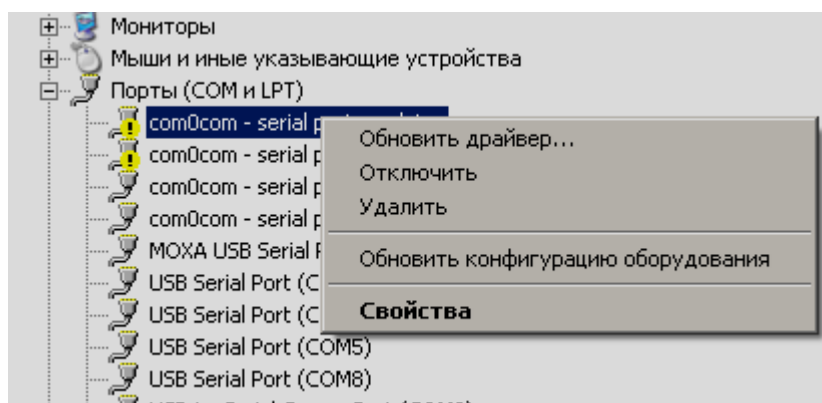 Мониторы
Мыши и иные указывающие устройства
Порты (COM и LPT)
com0com - serial
com0com - serial
com0com - serial
com0com - serial
MOXA USB Serial
USB Serial Port
USB Serial Port
USB Serial Port (COM5)
USB Serial Port (COM8)
Обновить драйвер...
Отключить
Удалить
Обновить конфигурацию оборудования
Свойства